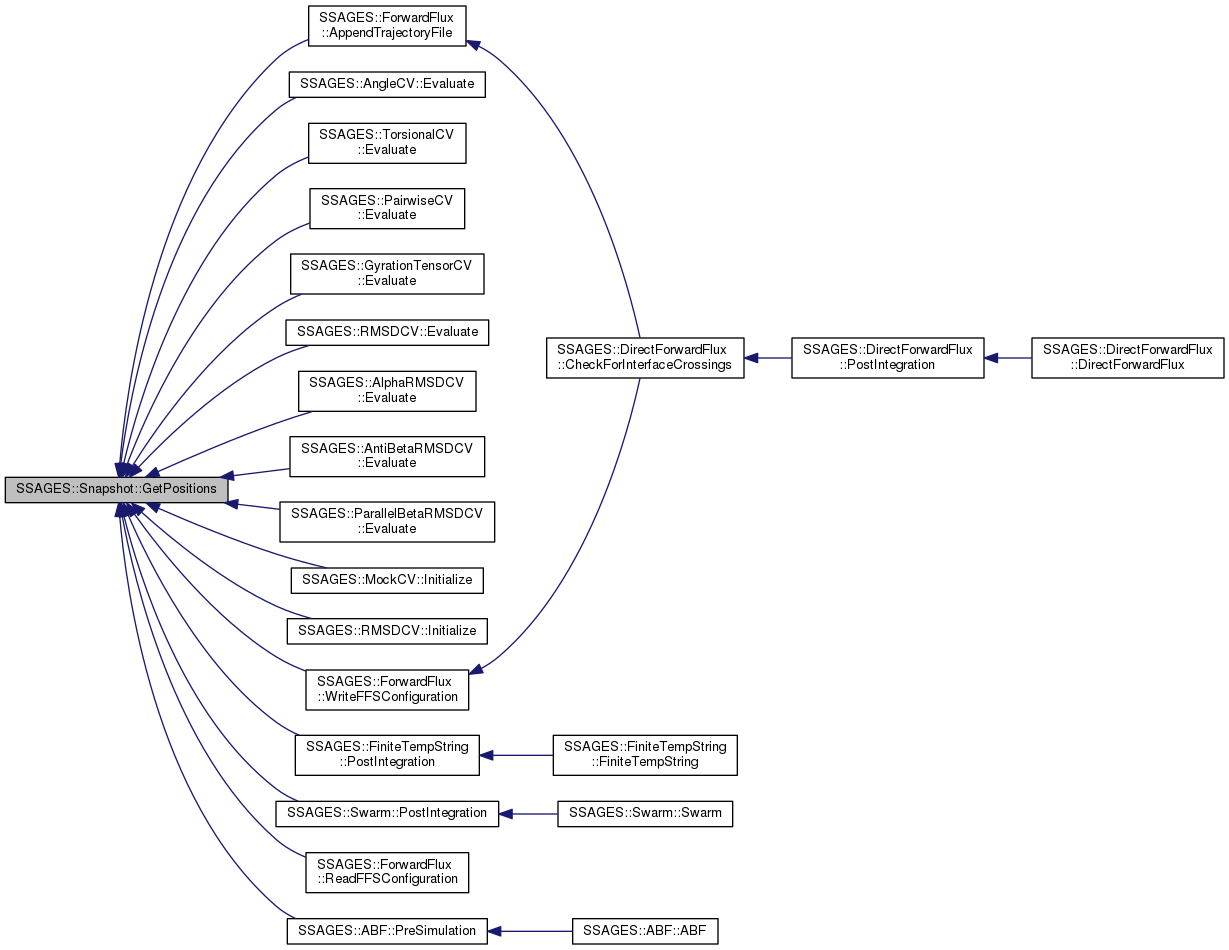 SSAGES::ForwardFlux
::AppendTrajectoryFile
SSAGES::AngleCV::Evaluate
SSAGES::TorsionalCV
::Evaluate
SSAGES::PairwiseCV
::Evaluate
SSAGES::GyrationTensorCV
::Evaluate
SSAGES::RMSDCV::Evaluate
SSAGES::AlphaRMSDCV
::Evaluate
SSAGES::AntiBetaRMSDCV
::Evaluate
SSAGES::Snapshot::GetPositions
SSAGES::ParallelBetaRMSDCV
::Evaluate
SSAGES::MockCV::Initialize
SSAGES::RMSDCV::Initialize
SSAGES::ForwardFlux
::WriteFFSConfiguration
SSAGES::DirectForwardFlux
::CheckForInterfaceCrossings
SSAGES::DirectForwardFlux
::PostIntegration
SSAGES::DirectForwardFlux
::DirectForwardFlux
SSAGES::FiniteTempString
::PostIntegration
SSAGES::FiniteTempString
::FiniteTempString
SSAGES::Swarm::PostIntegration
SSAGES::Swarm::Swarm
SSAGES::ForwardFlux
::ReadFFSConfiguration
SSAGES::ABF::PreSimulation
SSAGES::ABF::ABF